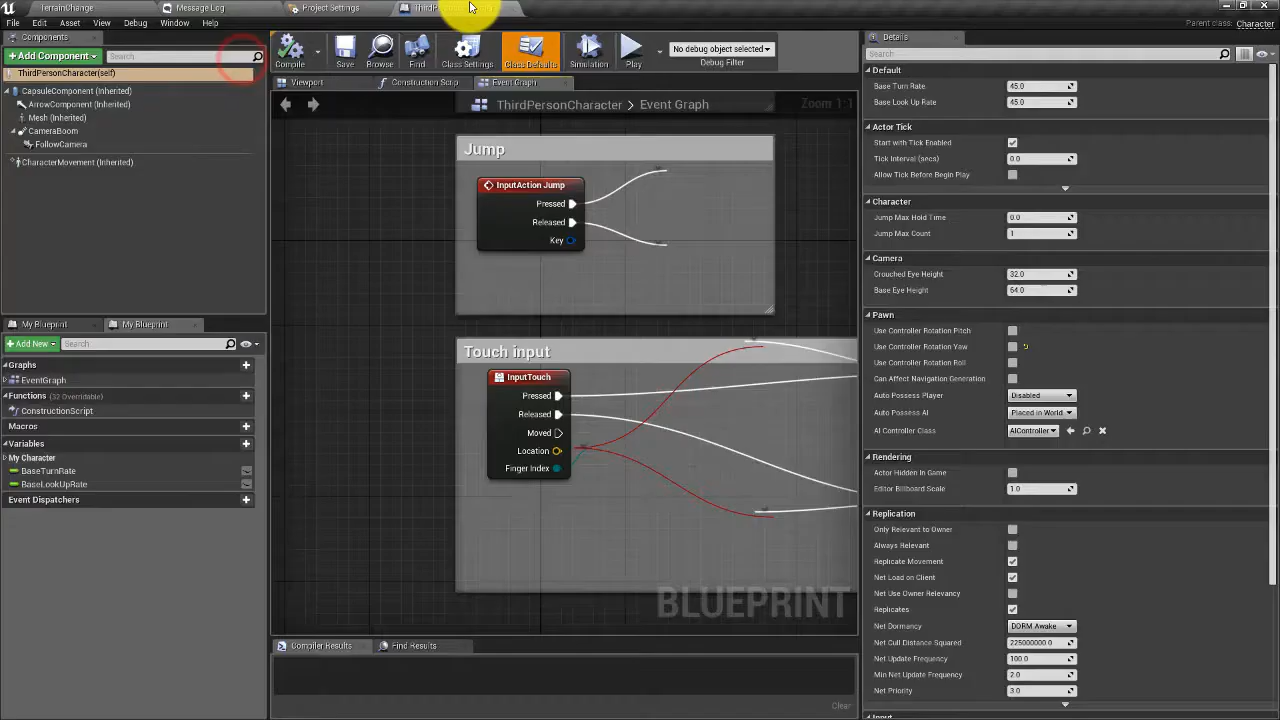 TerrainChange
Message Log
Project Settings
ThirdP
File
Edit
Asset
View
Debug
Window
Help
Parent class: Character
Components
Details
Add Component
Search
Compile
Save
Browse
Find
Class Settings
Class Defaults
Simulation
Play
No debug object selected
Debug Filter
Search
ThirdPersonCharacter(self)
CapsuleComponent (Inherited)
ArrowComponent (Inherited)
Mesh (Inherited)
CameraBoom
FollowCamera
CharacterMovement (Inherited)
Viewport
Construction Scrip
Event Graph
ThirdPersonCharacter > Event Graph
Zoom 1:1
Jump
InputAction Jump
Pressed
Released
Key
Touch input
InputTouch
Pressed
Released
Moved
Location
Finger Index
BLUEPRINT
My Blueprint
My Blueprint
Add New
Search
Graphs
EventGraph
Functions (32 Overridable)
ConstructionScript
Macros
Variables
My Character
BaseTurnRate
BaseLookUpRate
Event Dispatchers
Compiler Results
Find Results
Clear
Default
Base Turn Rate 45.0
Base Look Up Rate 45.0
Actor Tick
Start with Tick Enabled
Tick Interval (secs) 0.0
Allow Tick Before Begin Play
Character
Jump Max Hold Time 0.0
Jump Max Count 1
Camera
Crouched Eye Height 32.0
Base Eye Height 64.0
Pawn
Use Controller Rotation Pitch
Use Controller Rotation Yaw
Use Controller Rotation Roll
Can Affect Navigation Generation
Auto Possess Player Disabled
Auto Possess AI Placed in World
AI Controller Class AIController
Rendering
Actor Hidden In Game
Editor Billboard Scale 1.0
Replication
Only Relevant to Owner
Always Relevant
Replicate Movement
Net Load on Client
Net Use Owner Relevancy
Replicates
Net Dormancy DORM Awake
Net Cull Distance Squared 225000000.0
Net Update Frequency 100.0
Min Net Update Frequency 2.0
Net Priority 3.0
Input